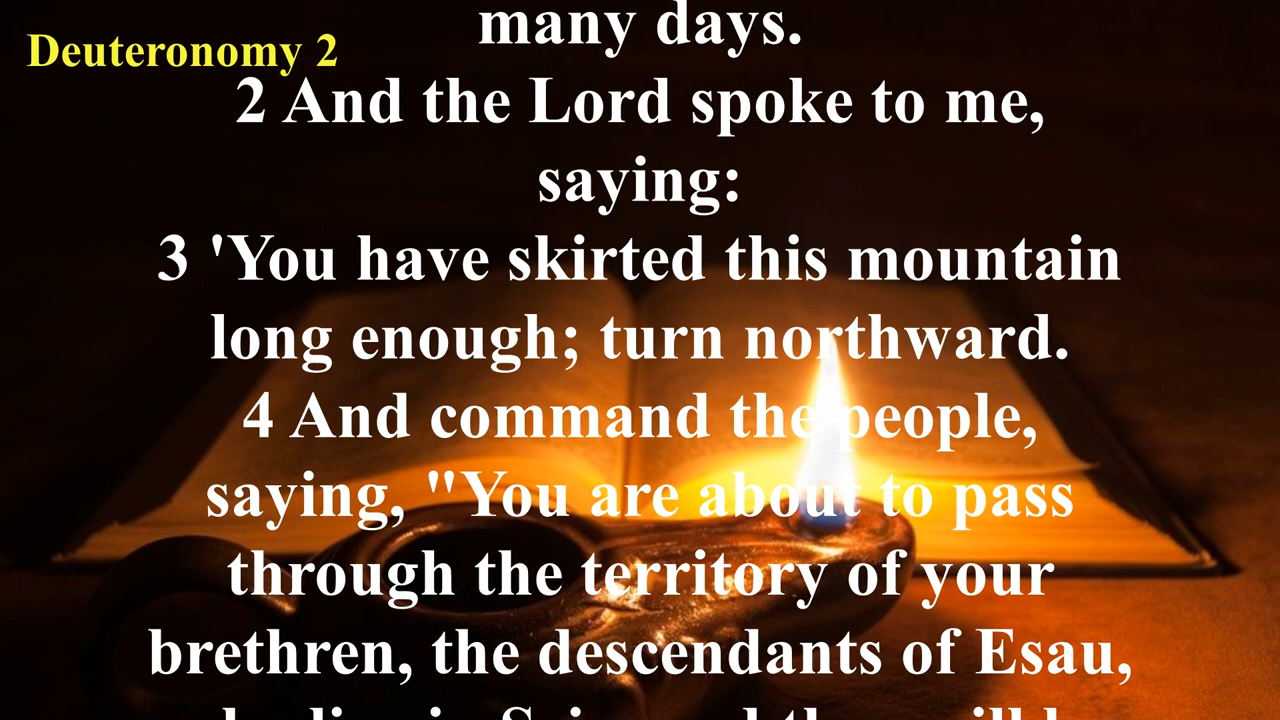 Deuteronomy 2
many days.
2 And the Lord spoke to me,
saying:
3 'You have skirted this mountain
long enough; turn northward.
4 And command the people,
saying, "You are about to pass
through the territory of your
brethren, the descendants of Esau,